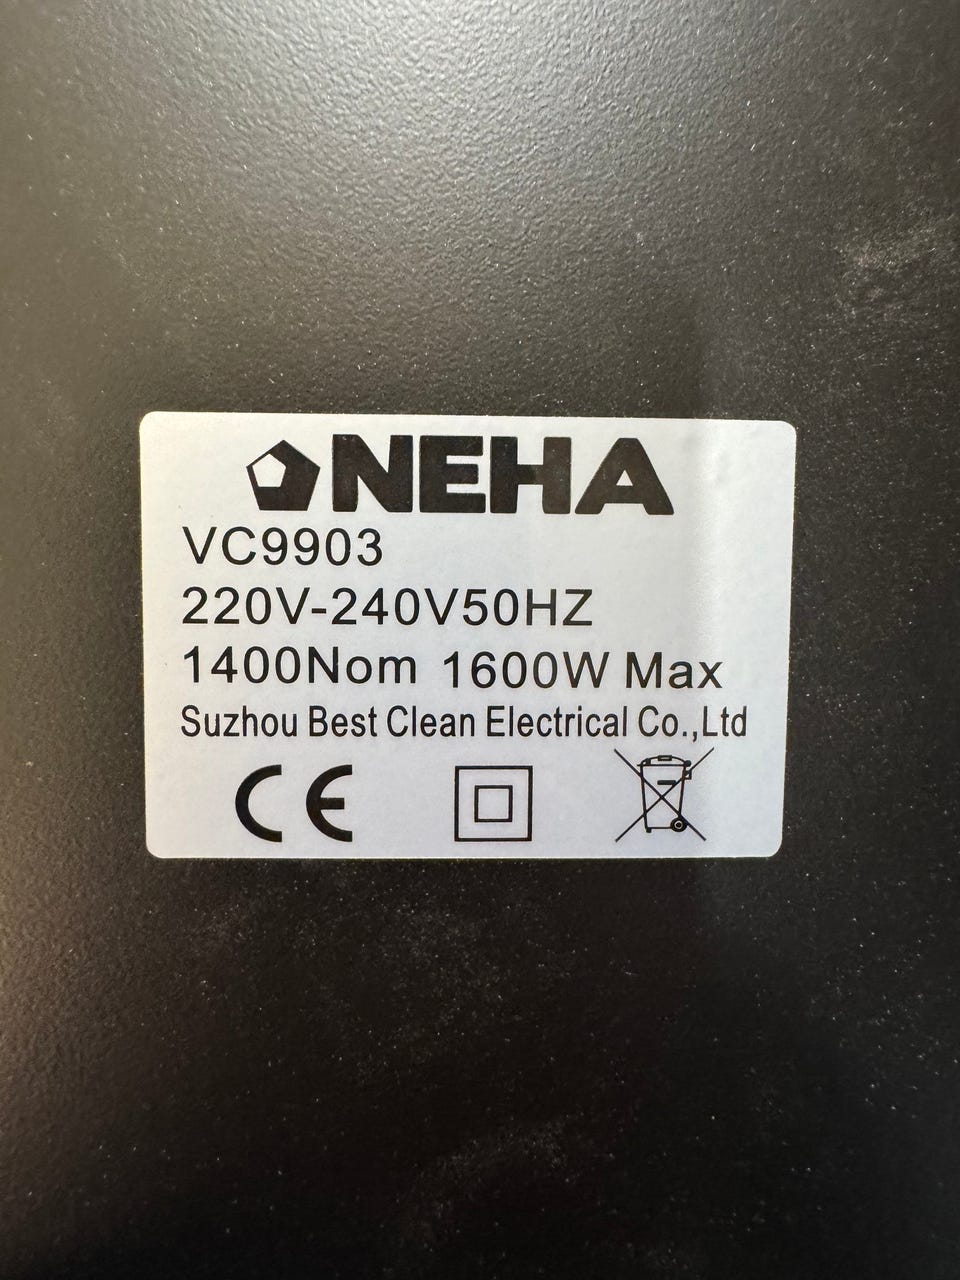 NEHA
VC9903
220V-240V50HZ
1400Nom 1600W Max
Suzhou Best Clean Electrical Co.,Ltd
CE